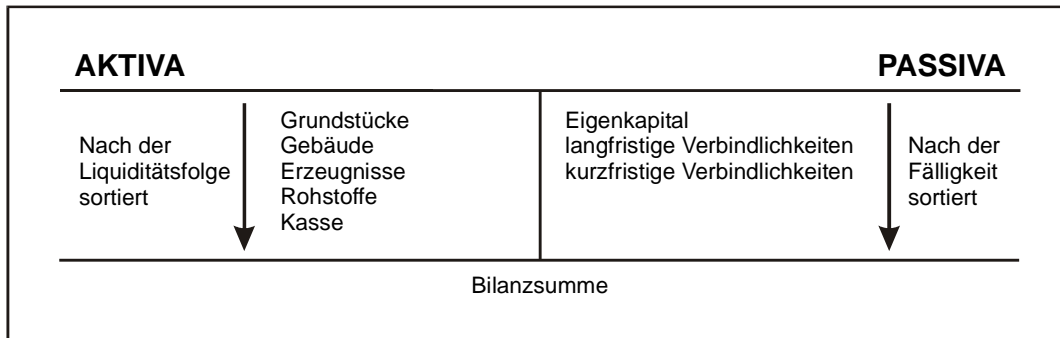 AKTIVA
PASSIVA
Nach der
Liquiditätsfolge
sortiert
Grundstücke
Gebäude
Erzeugnisse
Rohstoffe
Kasse
Eigenkapital
langfristige Verbindlichkeiten
kurzfristige Verbindlichkeiten
Nach der
Fälligkeit
sortiert
Bilanzsumme